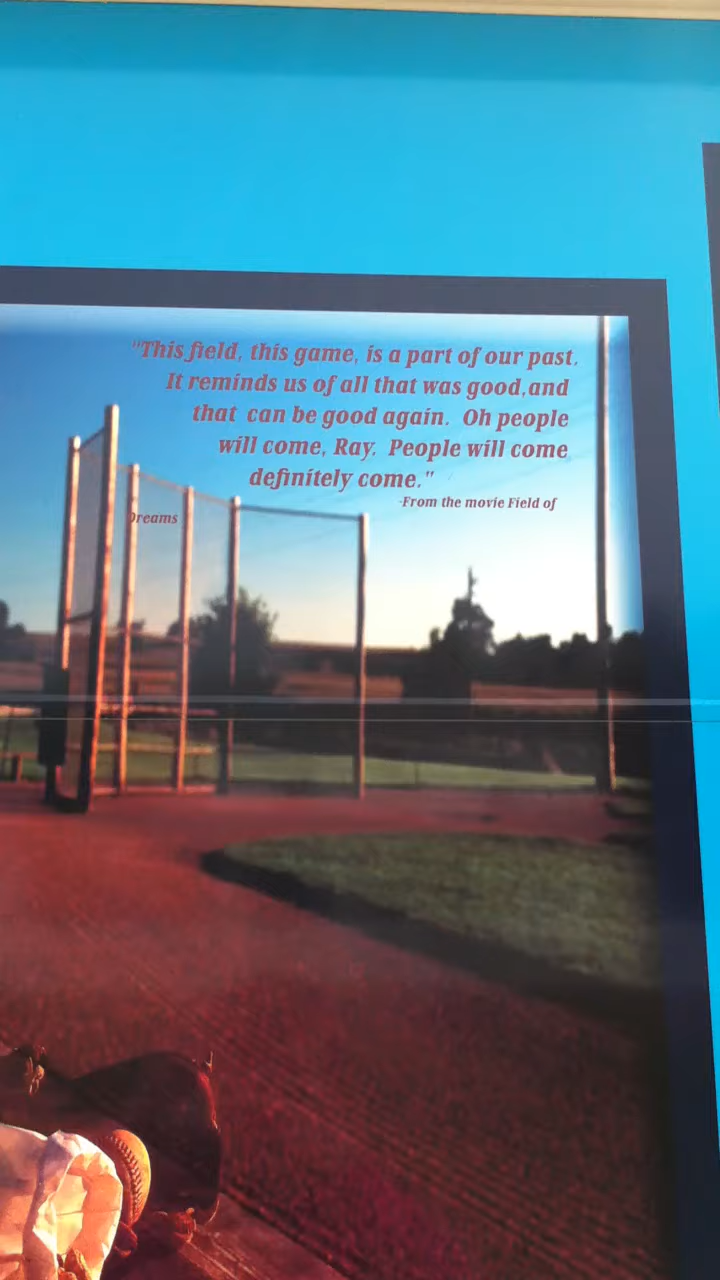 "This field, this game, is a part of our past.
It reminds us of all that was good,and
that can be good again. Oh people
will come, Ray. People will come
definitely come."
-From the movie Field of
Dreams